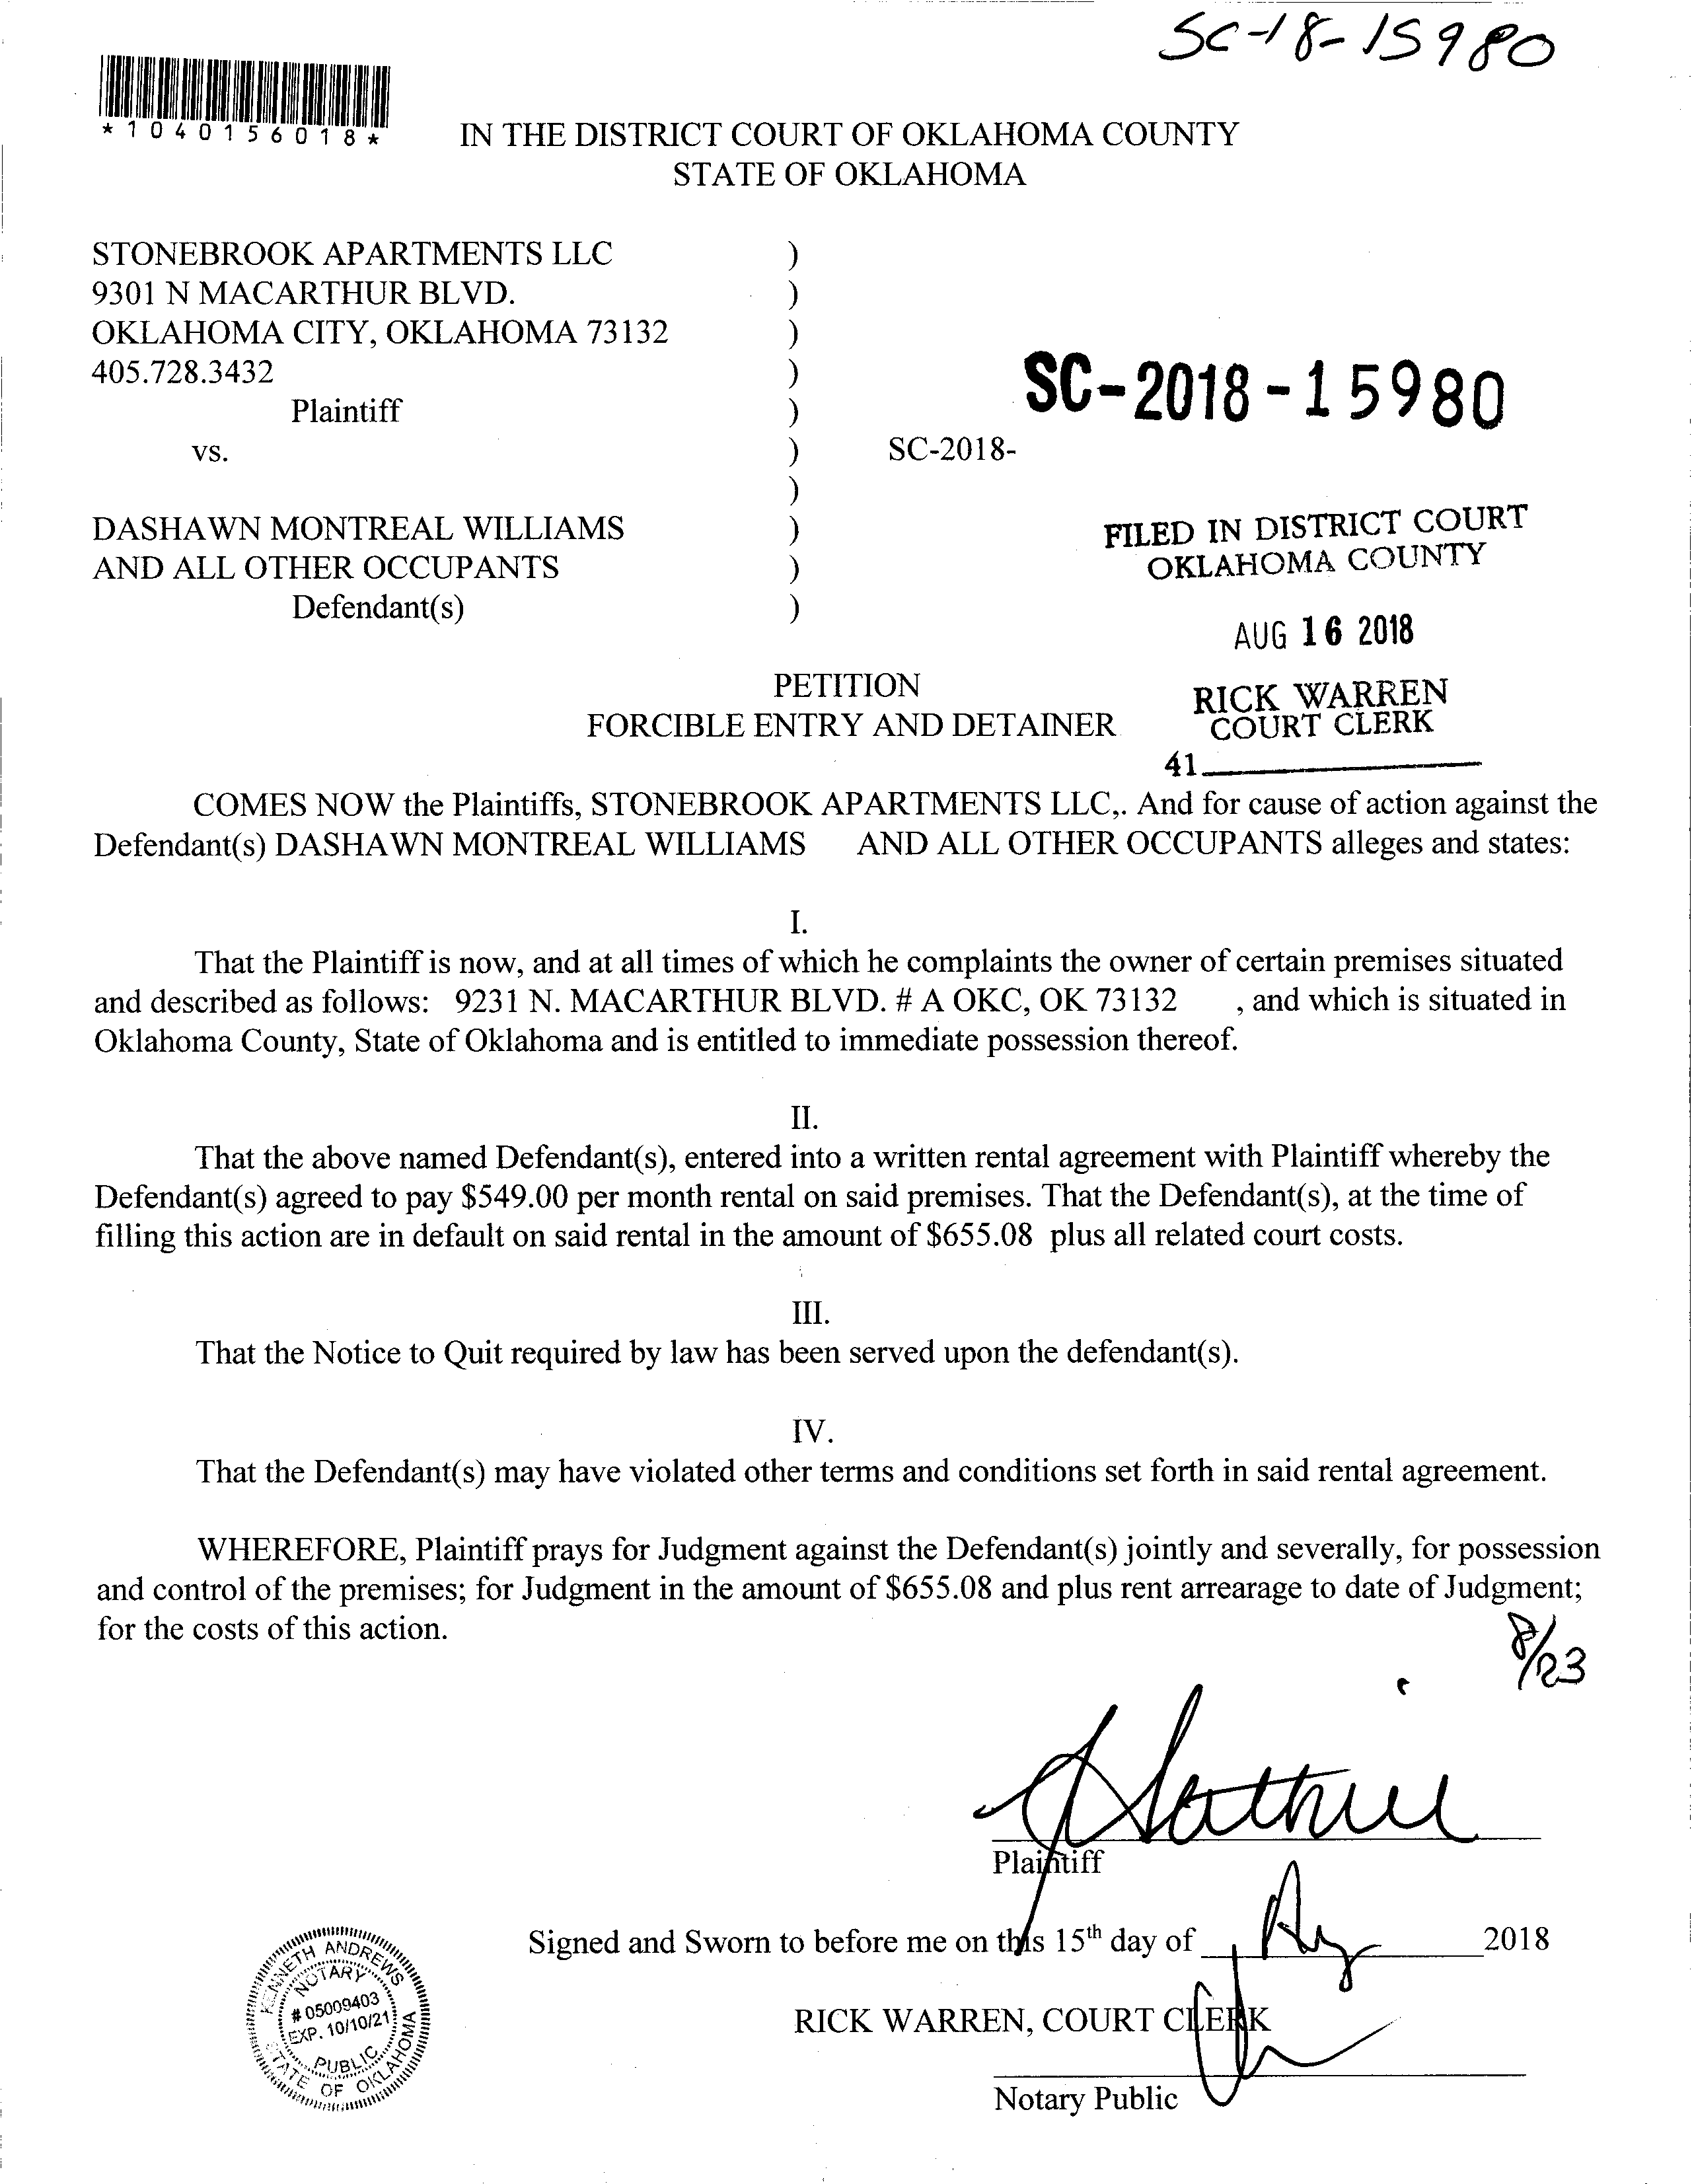 SC-18-15980
*1040156018*
IN THE DISTRICT COURT OF OKLAHOMA COUNTY
STATE OF OKLAHOMA
STONEBROOK APARTMENTS LLC )
9301 N MACARTHUR BLVD. )
OKLAHOMA CITY, OKLAHOMA 73132 )
405.728.3432 )
SC-2018-15980
Plaintiff )
vs. ) SC-2018-
)
DASHAWN MONTREAL WILLIAMS )
AND ALL OTHER OCCUPANTS )
Defendant(s) )
FILED IN DISTRICT COURT
OKLAHOMA COUNTY
AUG 16 2018
RICK WARREN
COURT CLERK
41
PETITION
FORCIBLE ENTRY AND DETAINER
COMES NOW the Plaintiffs, STONEBROOK APARTMENTS LLC,. And for cause of action against the
Defendant(s) DASHAWN MONTREAL WILLIAMS AND ALL OTHER OCCUPANTS alleges and states:
I.
That the Plaintiff is now, and at all times of which he complaints the owner of certain premises situated
and described as follows: 9231 N. MACARTHUR BLVD. # A OKC, OK 73132 , and which is situated in
Oklahoma County, State of Oklahoma and is entitled to immediate possession thereof.
II.
That the above named Defendant(s), entered into a written rental agreement with Plaintiff whereby the
Defendant(s) agreed to pay $549.00 per month rental on said premises. That the Defendant(s), at the time of
filling this action are in default on said rental in the amount of $655.08 plus all related court costs.
III.
That the Notice to Quit required by law has been served upon the defendant(s).
IV.
That the Defendant(s) may have violated other terms and conditions set forth in said rental agreement.
WHEREFORE, Plaintiff prays for Judgment against the Defendant(s) jointly and severally, for possession
and control of the premises; for Judgment in the amount of $655.08 and plus rent arrearage to date of Judgment;
for the costs of this action.
8/23
Plaintiff
Signed and Sworn to before me on this 15th day of Aug 2018
RICK WARREN, COURT CLERK
Notary Public
KENNETH ANDREWS
NOTARY
# 05009403
EXP. 10/10/21
PUBLIC
STATE OF OKLAHOMA